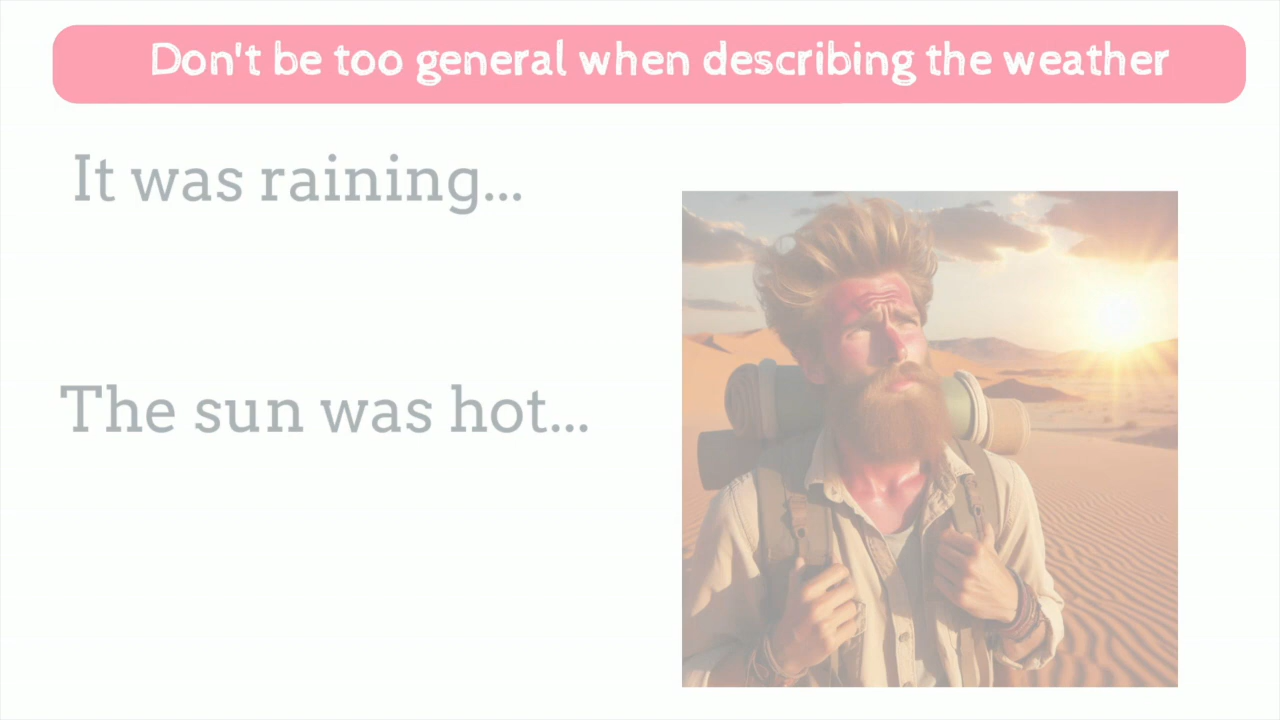 Don't be too general when describing the weather
It was raining...
The sun was hot...